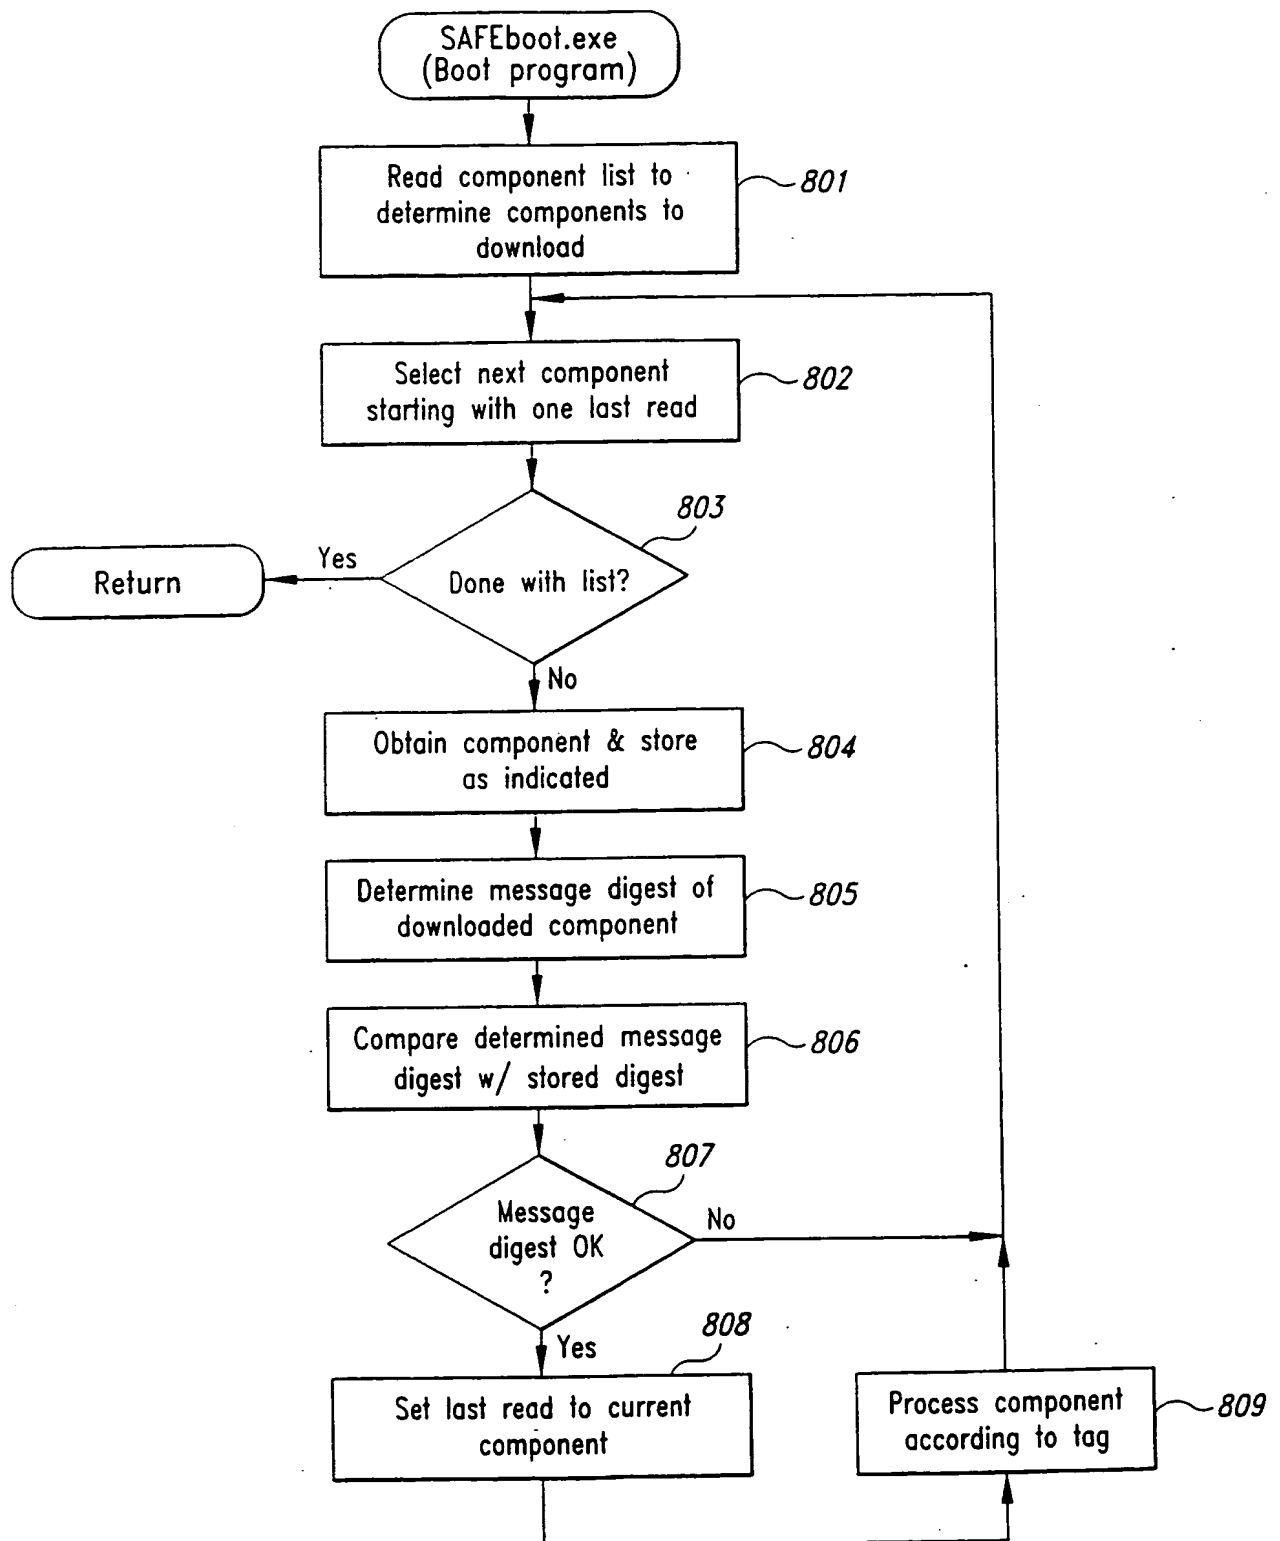 SAFEboot.exe
(Boot program)
Read component list to
determine components to
download
801
Select next component
starting with one last read
802
803
Done with list?
Yes
Return
No
Obtain component & store
as indicated
804
Determine message digest of
downloaded component
805
Compare determined message
digest w/ stored digest
806
807
Message
digest OK
?
No
Yes
808
Set last read to current
component
Process component
according to tag
809